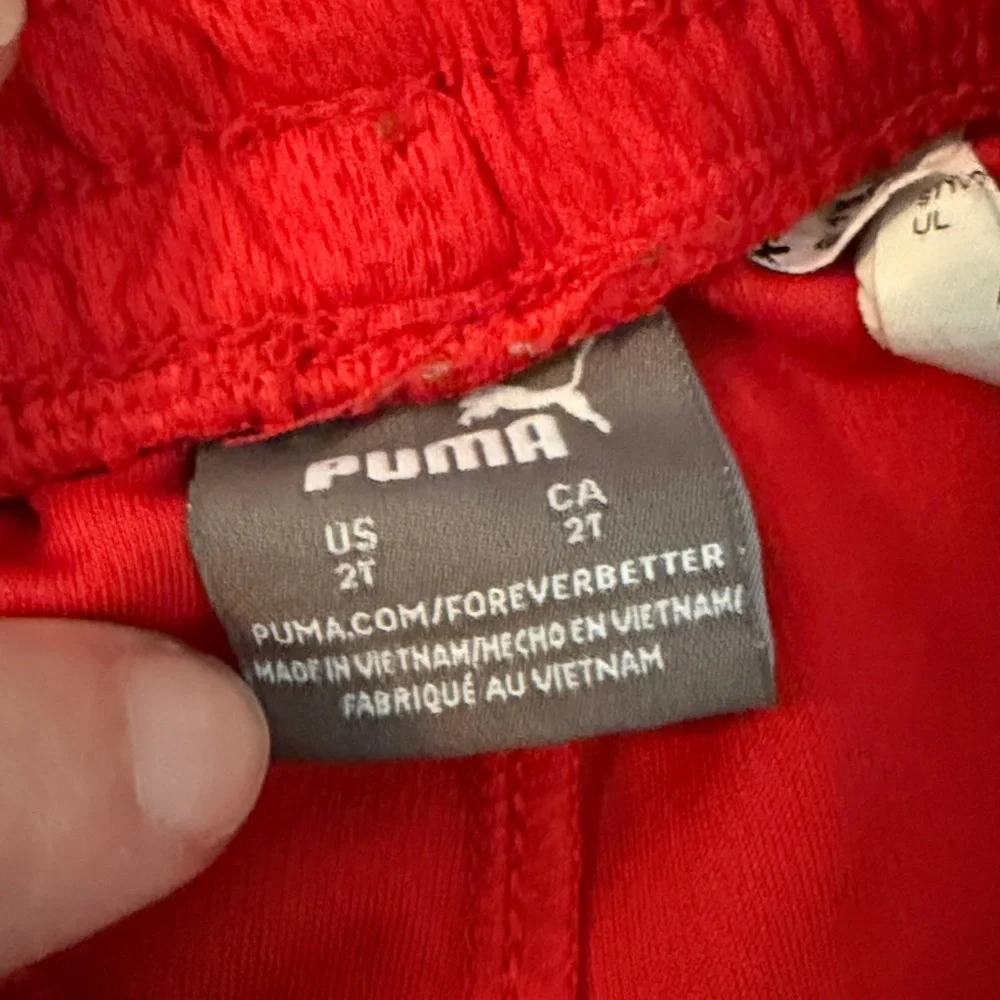 PUMA
US CA
2T 2T
PUMA.COM/FOREVERBETTER
MADE IN VIETNAM/HECHO EN VIETNAM/
FABRIQUÉ AU VIETNAM
UL